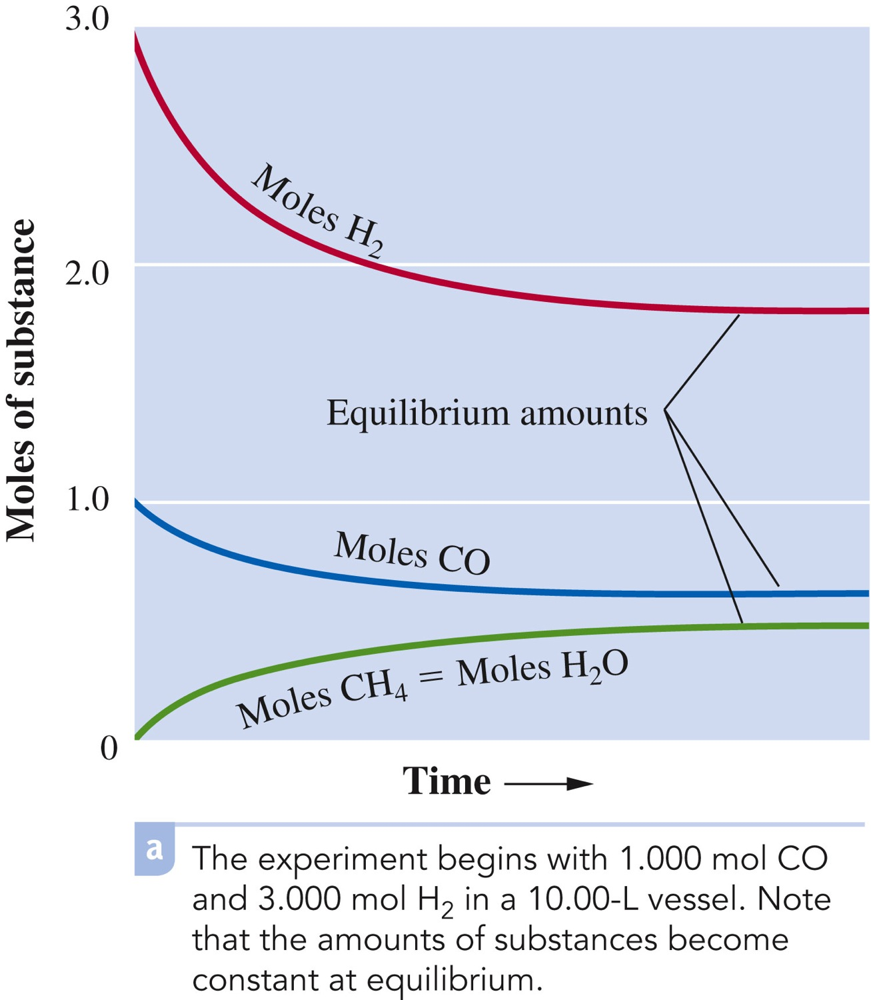 3.0
Moles H₂
2.0
Moles of substance
Equilibrium amounts
1.0
Moles CO
Moles CH₄ = Moles H₂O
0
Time
a
The experiment begins with 1.000 mol CO
and 3.000 mol H₂ in a 10.00-L vessel. Note
that the amounts of substances become
constant at equilibrium.